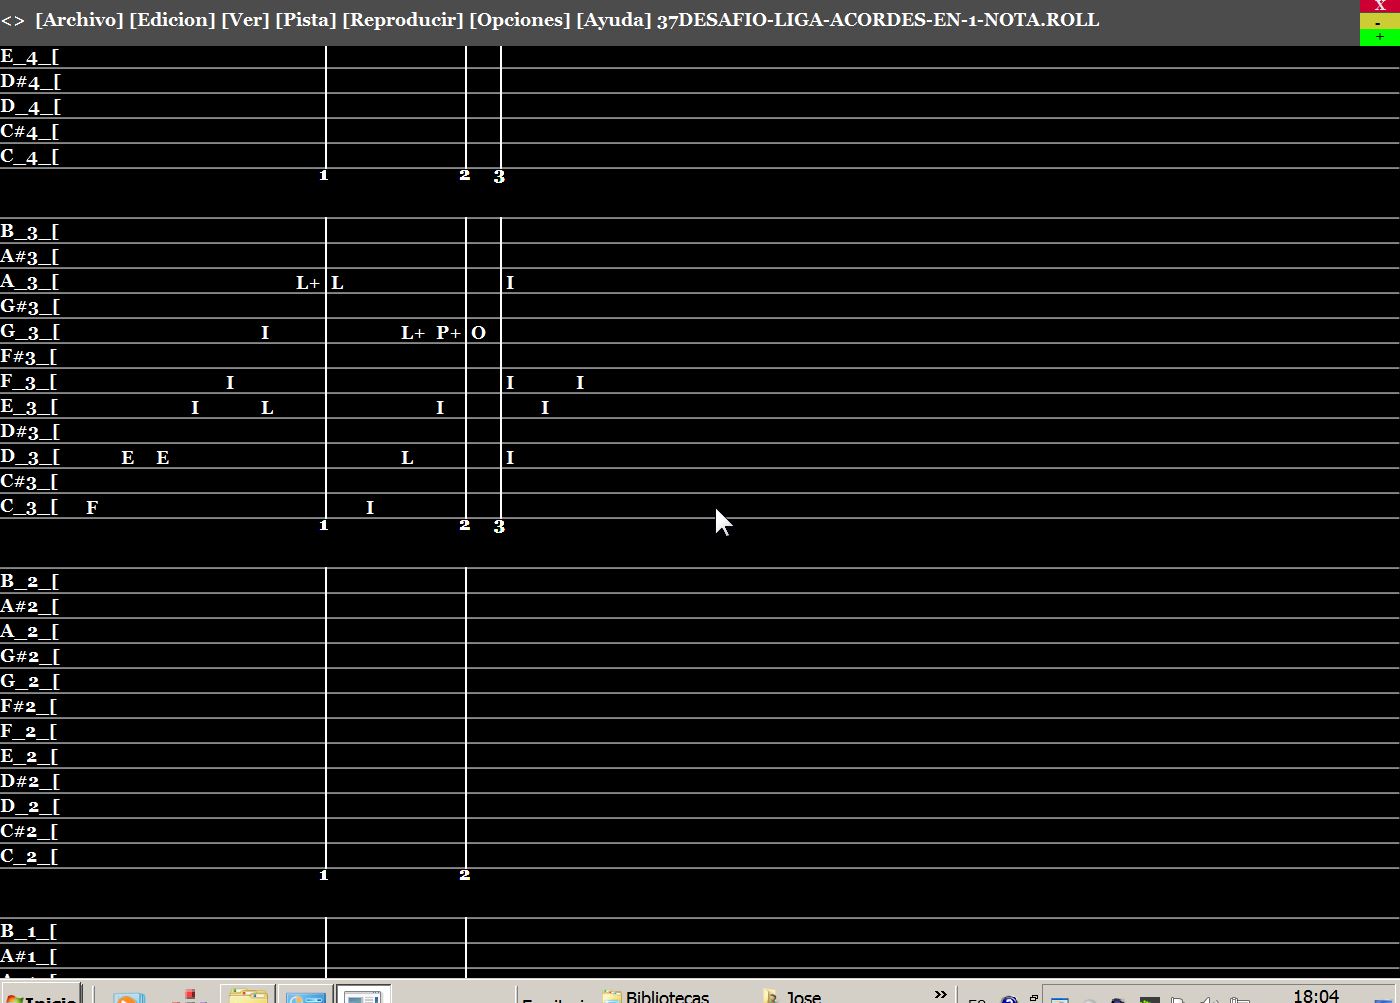 <> [Archivo] [Edicion] [Ver] [Pista] [Reproducir] [Opciones] [Ayuda] 37DESAFIO-LIGA-ACORDES-EN-1-NOTA.ROLL
X
-
+
E_4_[
D#4_[
D_4_[
C#4_[
C_4_[
1 2 3
B_3_[
A#3_[
A_3_[ L+ L I
G#3_[
G_3_[ I L+ P+ O
F#3_[
F_3_[ I I I
E_3_[ I L I I
D#3_[
D_3_[ E E L I
C#3_[
C_3_[ F I
1 2 3
B_2_[
A#2_[
A_2_[
G#2_[
G_2_[
F#2_[
F_2_[
E_2_[
D#2_[
D_2_[
C#2_[
C_2_[
1 2
B_1_[
A#1_[
Inicio Bibliotecas Jose » 18:04